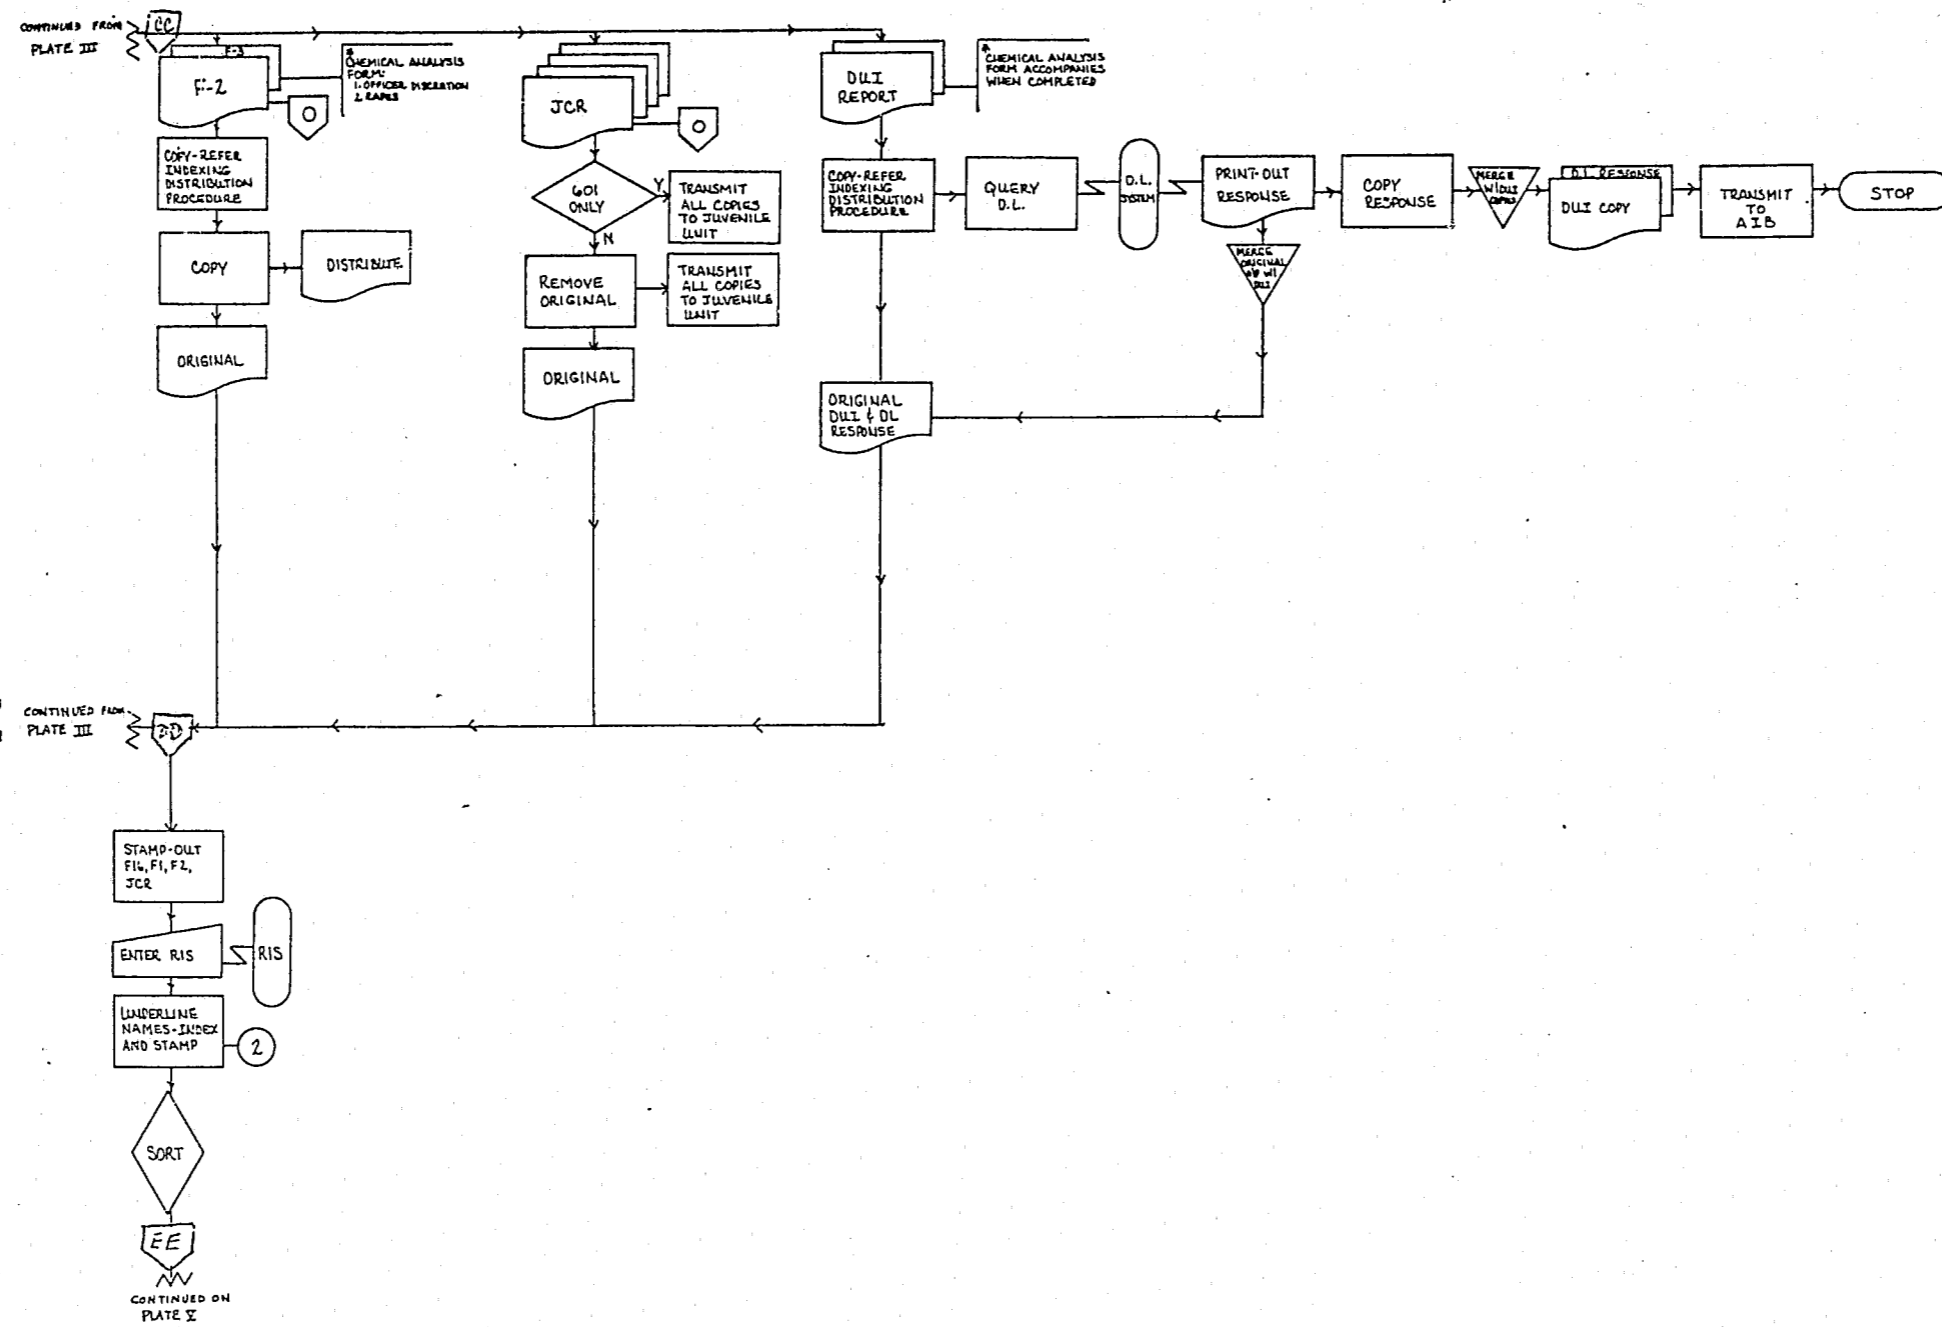 CONTINUED FROM
PLATE III
CC
F-3
F-2
*
CHEMICAL ANALYSIS
FORM:
1. OFFICER DISCRETION
2. RAPES
O
COPY-REFER
INDEXING
DISTRIBUTION
PROCEDURE
COPY
DISTRIBUTE
ORIGINAL
JCR
O
601
ONLY
Y
N
TRANSMIT
ALL COPIES
TO JUVENILE
UNIT
REMOVE
ORIGINAL
TRANSMIT
ALL COPIES
TO JUVENILE
UNIT
ORIGINAL
DUI
REPORT
*
CHEMICAL ANALYSIS
FORM ACCOMPANIES
WHEN COMPLETED
COPY-REFER
INDEXING
DISTRIBUTION
PROCEDURE
QUERY
D.L.
D.L.
SYSTEM
PRINT-OUT
RESPONSE
COPY
RESPONSE
MERGE
W/DUI
COPIES
D.L. RESPONSE
DUI COPY
TRANSMIT
TO
AIB
STOP
MERGE
ORIGINAL
W/
DUI
ORIGINAL
DUI & DL
RESPONSE
CONTINUED FROM
PLATE III
DD
STAMP-OUT
F16, F1, F2,
JCR
ENTER RIS
RIS
UNDERLINE
NAMES-INDEX
AND STAMP
2
SORT
EE
CONTINUED ON
PLATE V